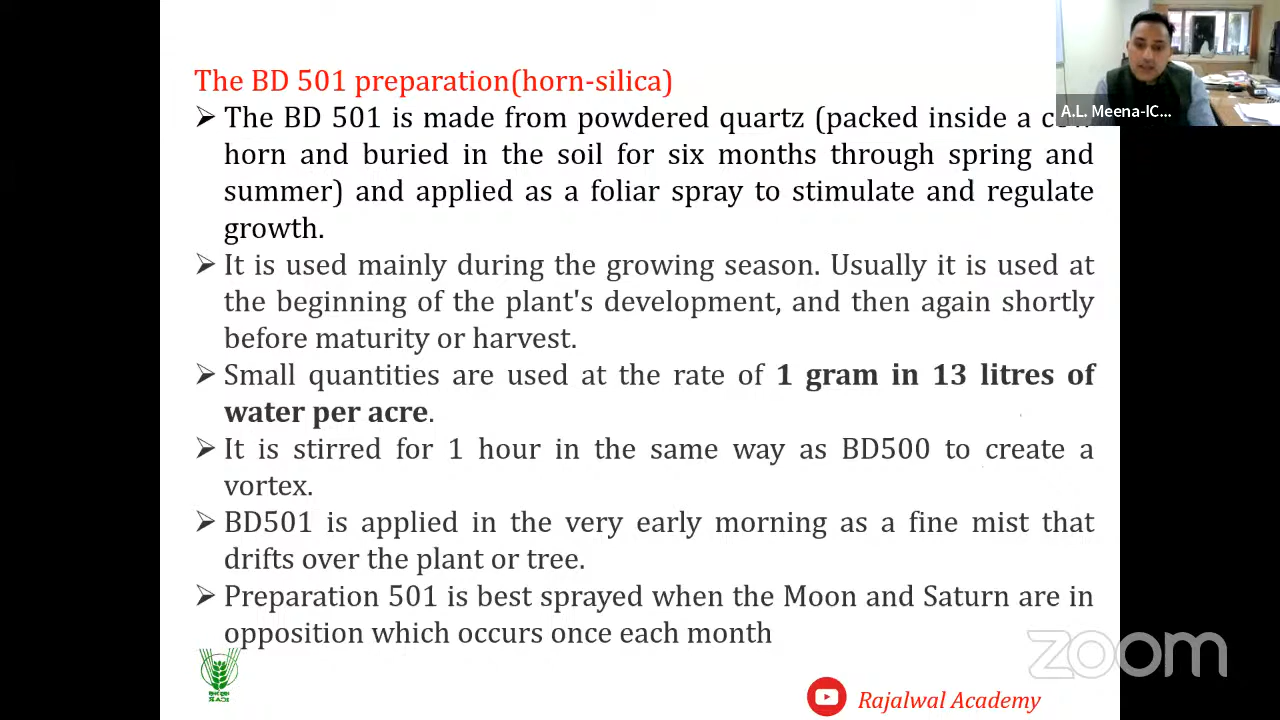 The BD 501 preparation(horn-silica)
➢ The BD 501 is made from powdered quartz (packed inside a
horn and buried in the soil for six months through spring and
summer) and applied as a foliar spray to stimulate and regulate
growth.
➢ It is used mainly during the growing season. Usually it is used at
the beginning of the plant's development, and then again shortly
before maturity or harvest.
➢ Small quantities are used at the rate of 1 gram in 13 litres of
water per acre.
➢ It is stirred for 1 hour in the same way as BD500 to create a
vortex.
➢ BD501 is applied in the very early morning as a fine mist that
drifts over the plant or tree.
➢ Preparation 501 is best sprayed when the Moon and Saturn are in
opposition which occurs once each month
A.L. Meena-IC...
zoom
Rajalwal Academy